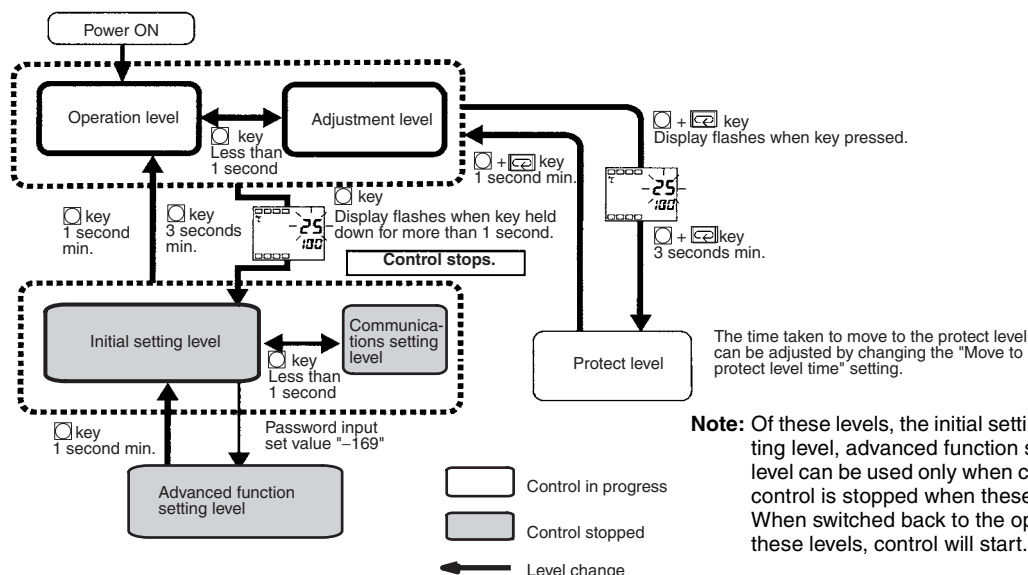 Power ON
Operation level
Adjustment level
key
Less than
1 second
+ key
Display flashes when key pressed.
+ key
1 second min.
25
100
+ key
3 seconds min.
key
1 second
min.
key
3 seconds
min.
25
100
key
Display flashes when key held
down for more than 1 second.
Control stops.
Initial setting level
Communica-
tions setting
level
key
Less than
1 second
Protect level
The time taken to move to the protect level
can be adjusted by changing the "Move to
protect level time" setting.
key
1 second min.
Password input
set value "–169"
Advanced function
setting level
Control in progress
Control stopped
Level change
Note: Of these levels, the initial setti
ting level, advanced function s
level can be used only when c
control is stopped when these
When switched back to the op
these levels, control will start.